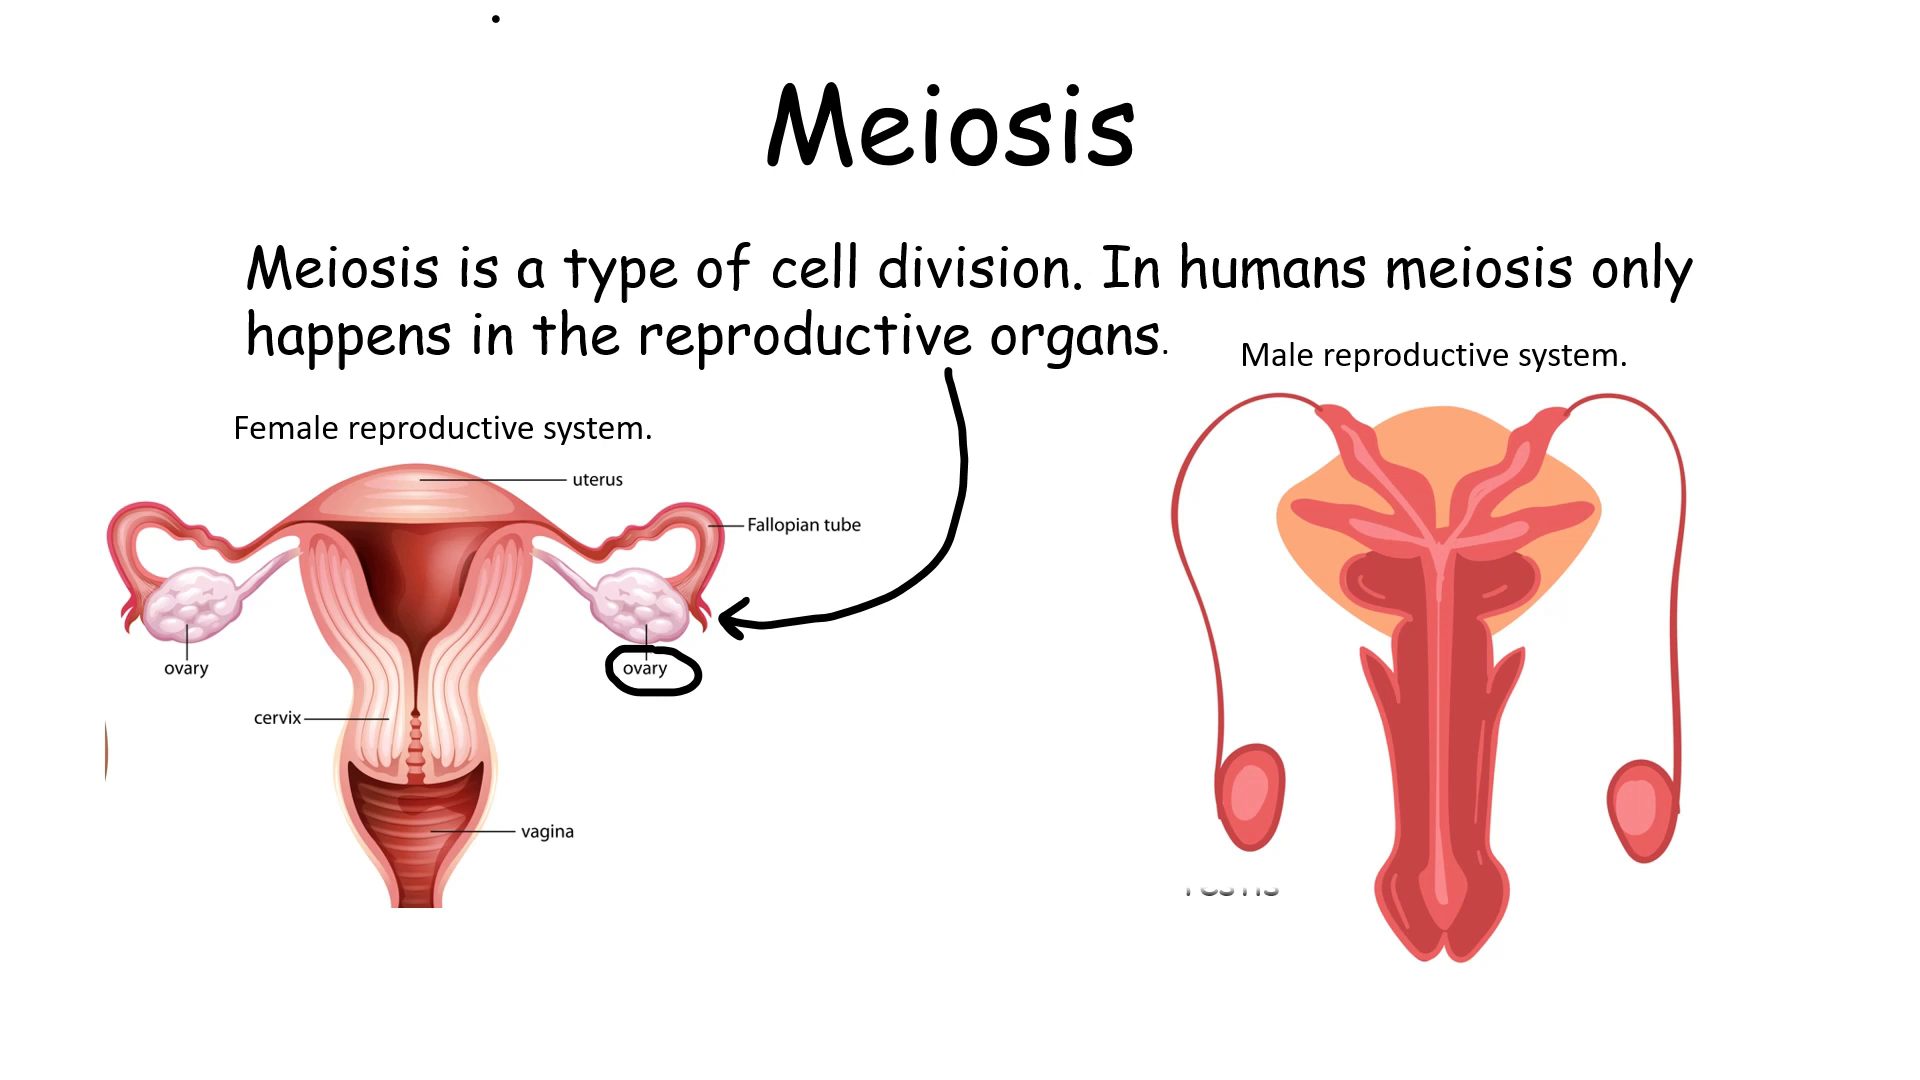 Meiosis
Meiosis is a type of cell division. In humans meiosis only
happens in the reproductive organs.
Male reproductive system.
Female reproductive system.
uterus
Fallopian tube
ovary
ovary
cervix
vagina